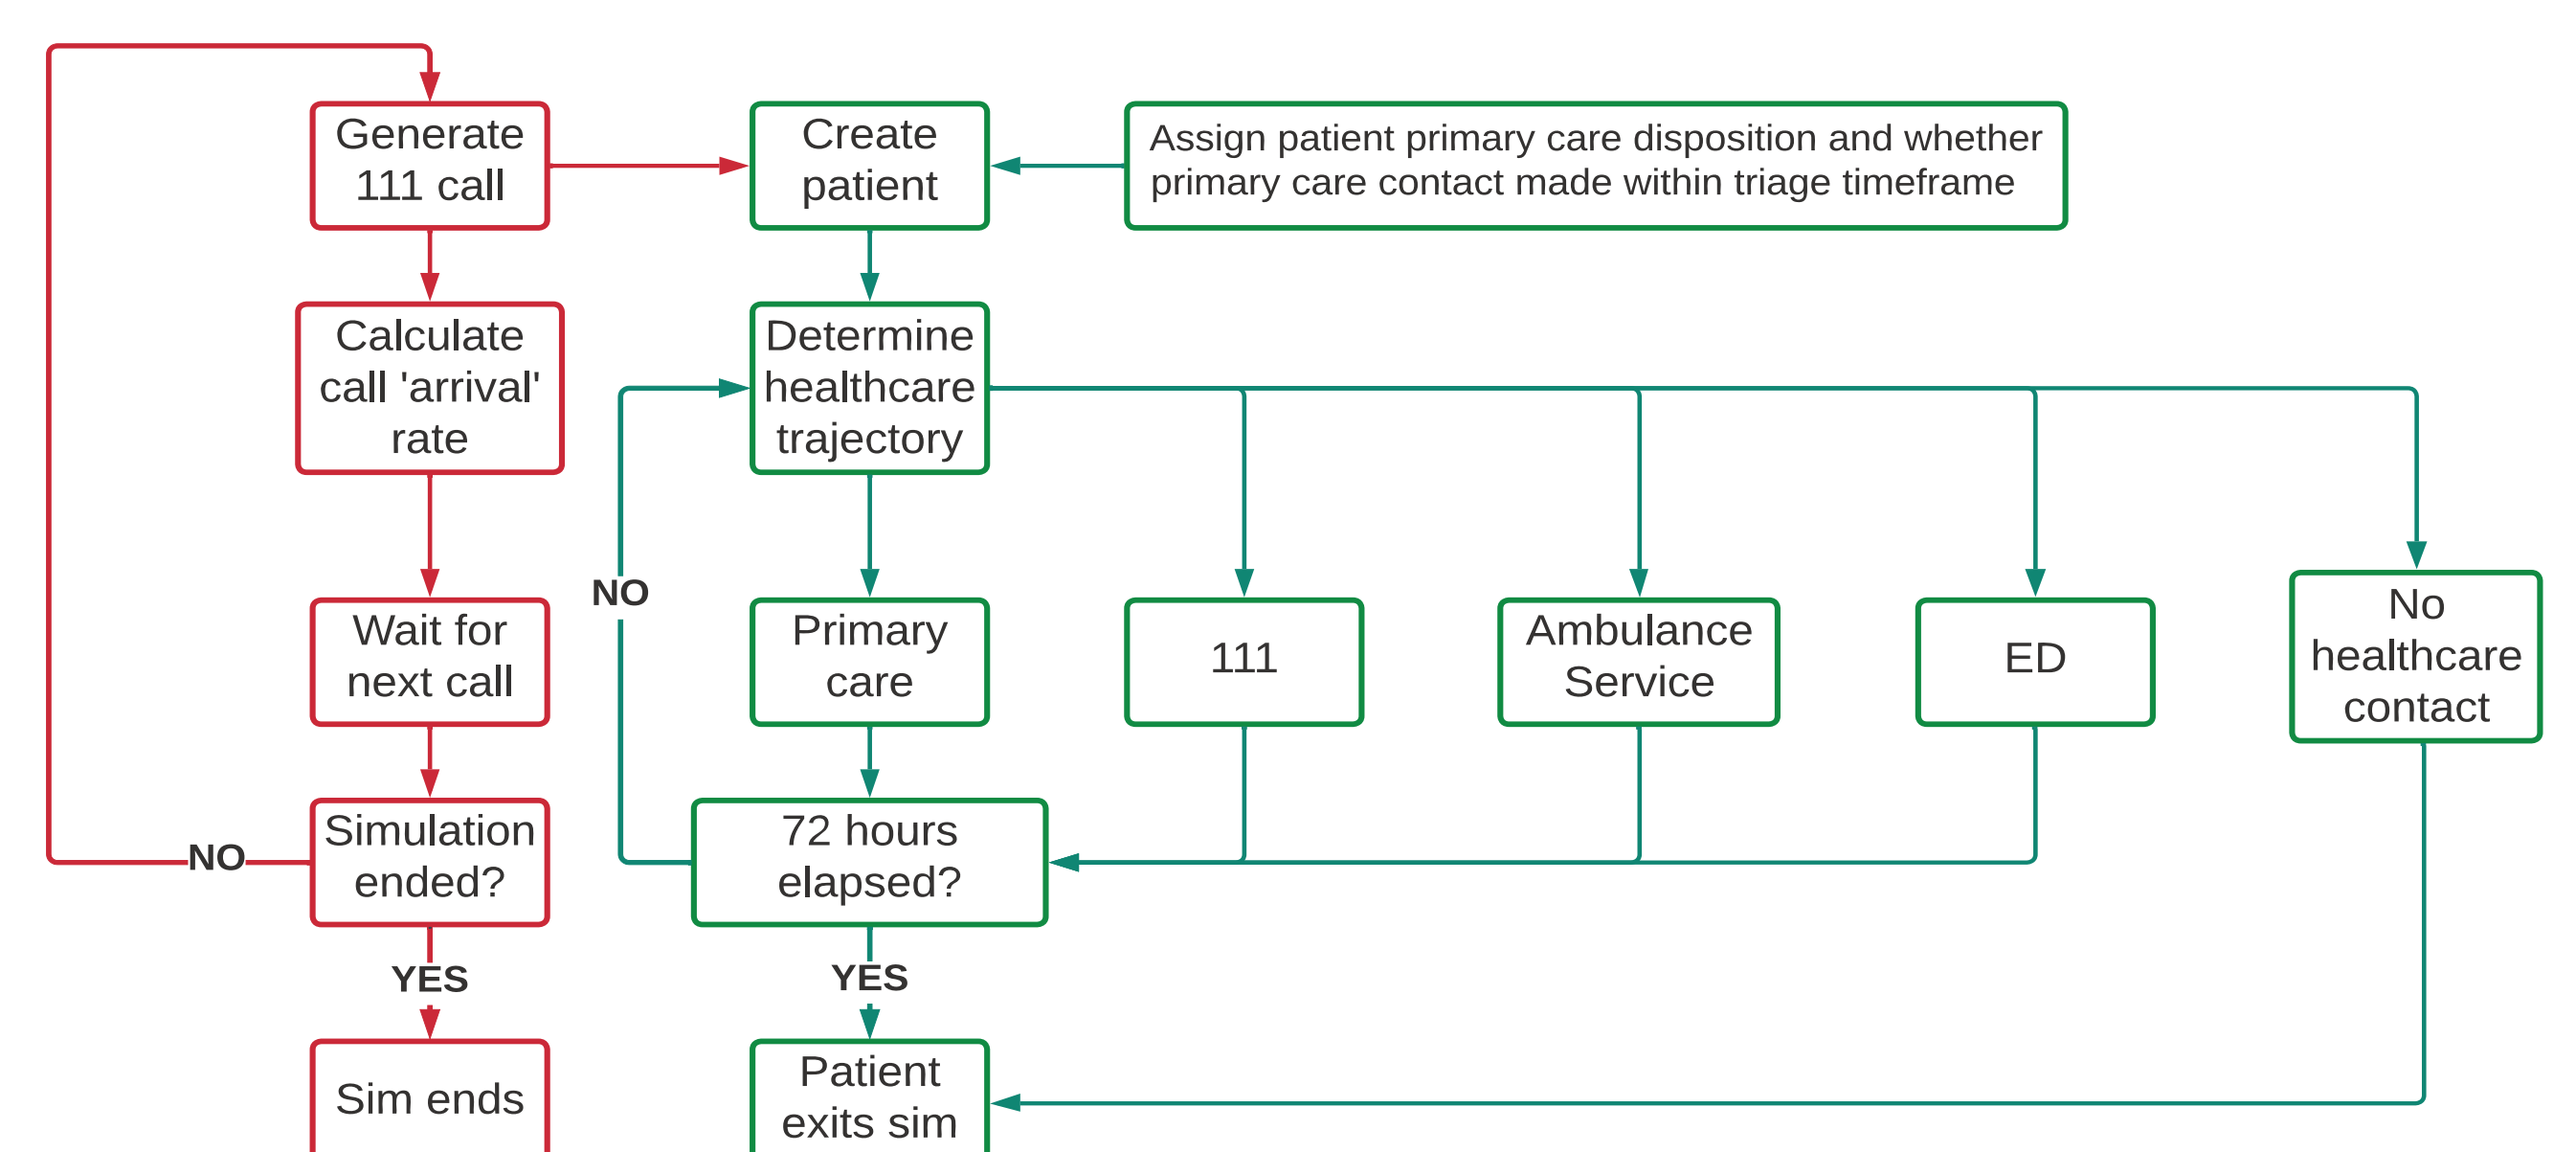 Generate
111 call
Create
patient
Assign patient primary care disposition and whether
primary care contact made within triage timeframe
Calculate
call 'arrival'
rate
Determine
healthcare
trajectory
NO
Wait for
next call
Primary
care
111
Ambulance
Service
ED
No
healthcare
contact
NO
Simulation
ended?
72 hours
elapsed?
YES
YES
Sim ends
Patient
exits sim